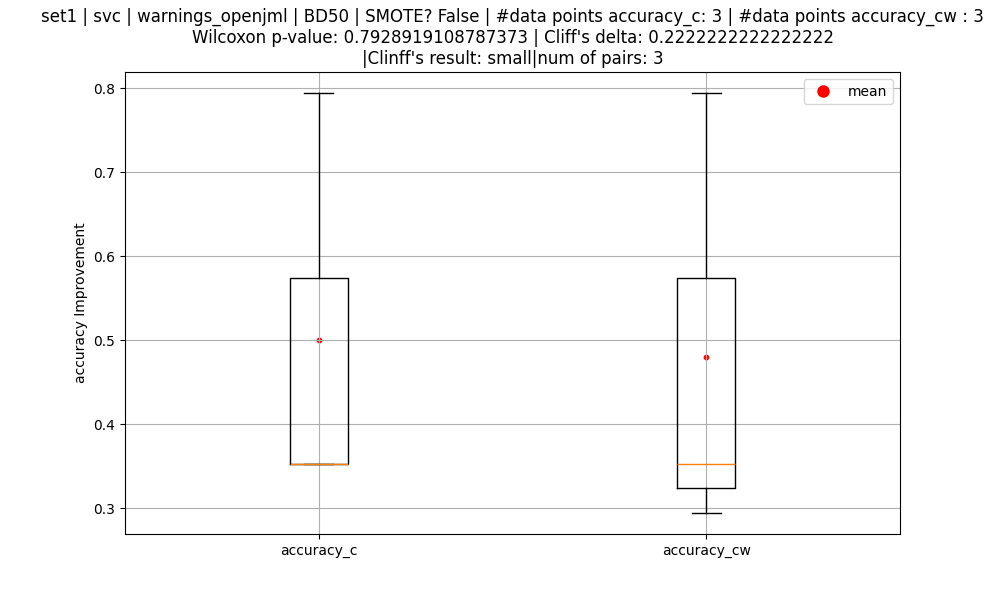 set1 | svc | warnings_openjml | BD50 | SMOTE? False | #data points accuracy_c: 3 | #data points accuracy_cw : 3
Wilcoxon p-value: 0.7928919108787373 | Cliff's delta: 0.2222222222222222
|Clinff's result: small|num of pairs: 3
mean
0.8
0.7
0.6
0.5
0.4
0.3
accuracy Improvement
accuracy_c
accuracy_cw